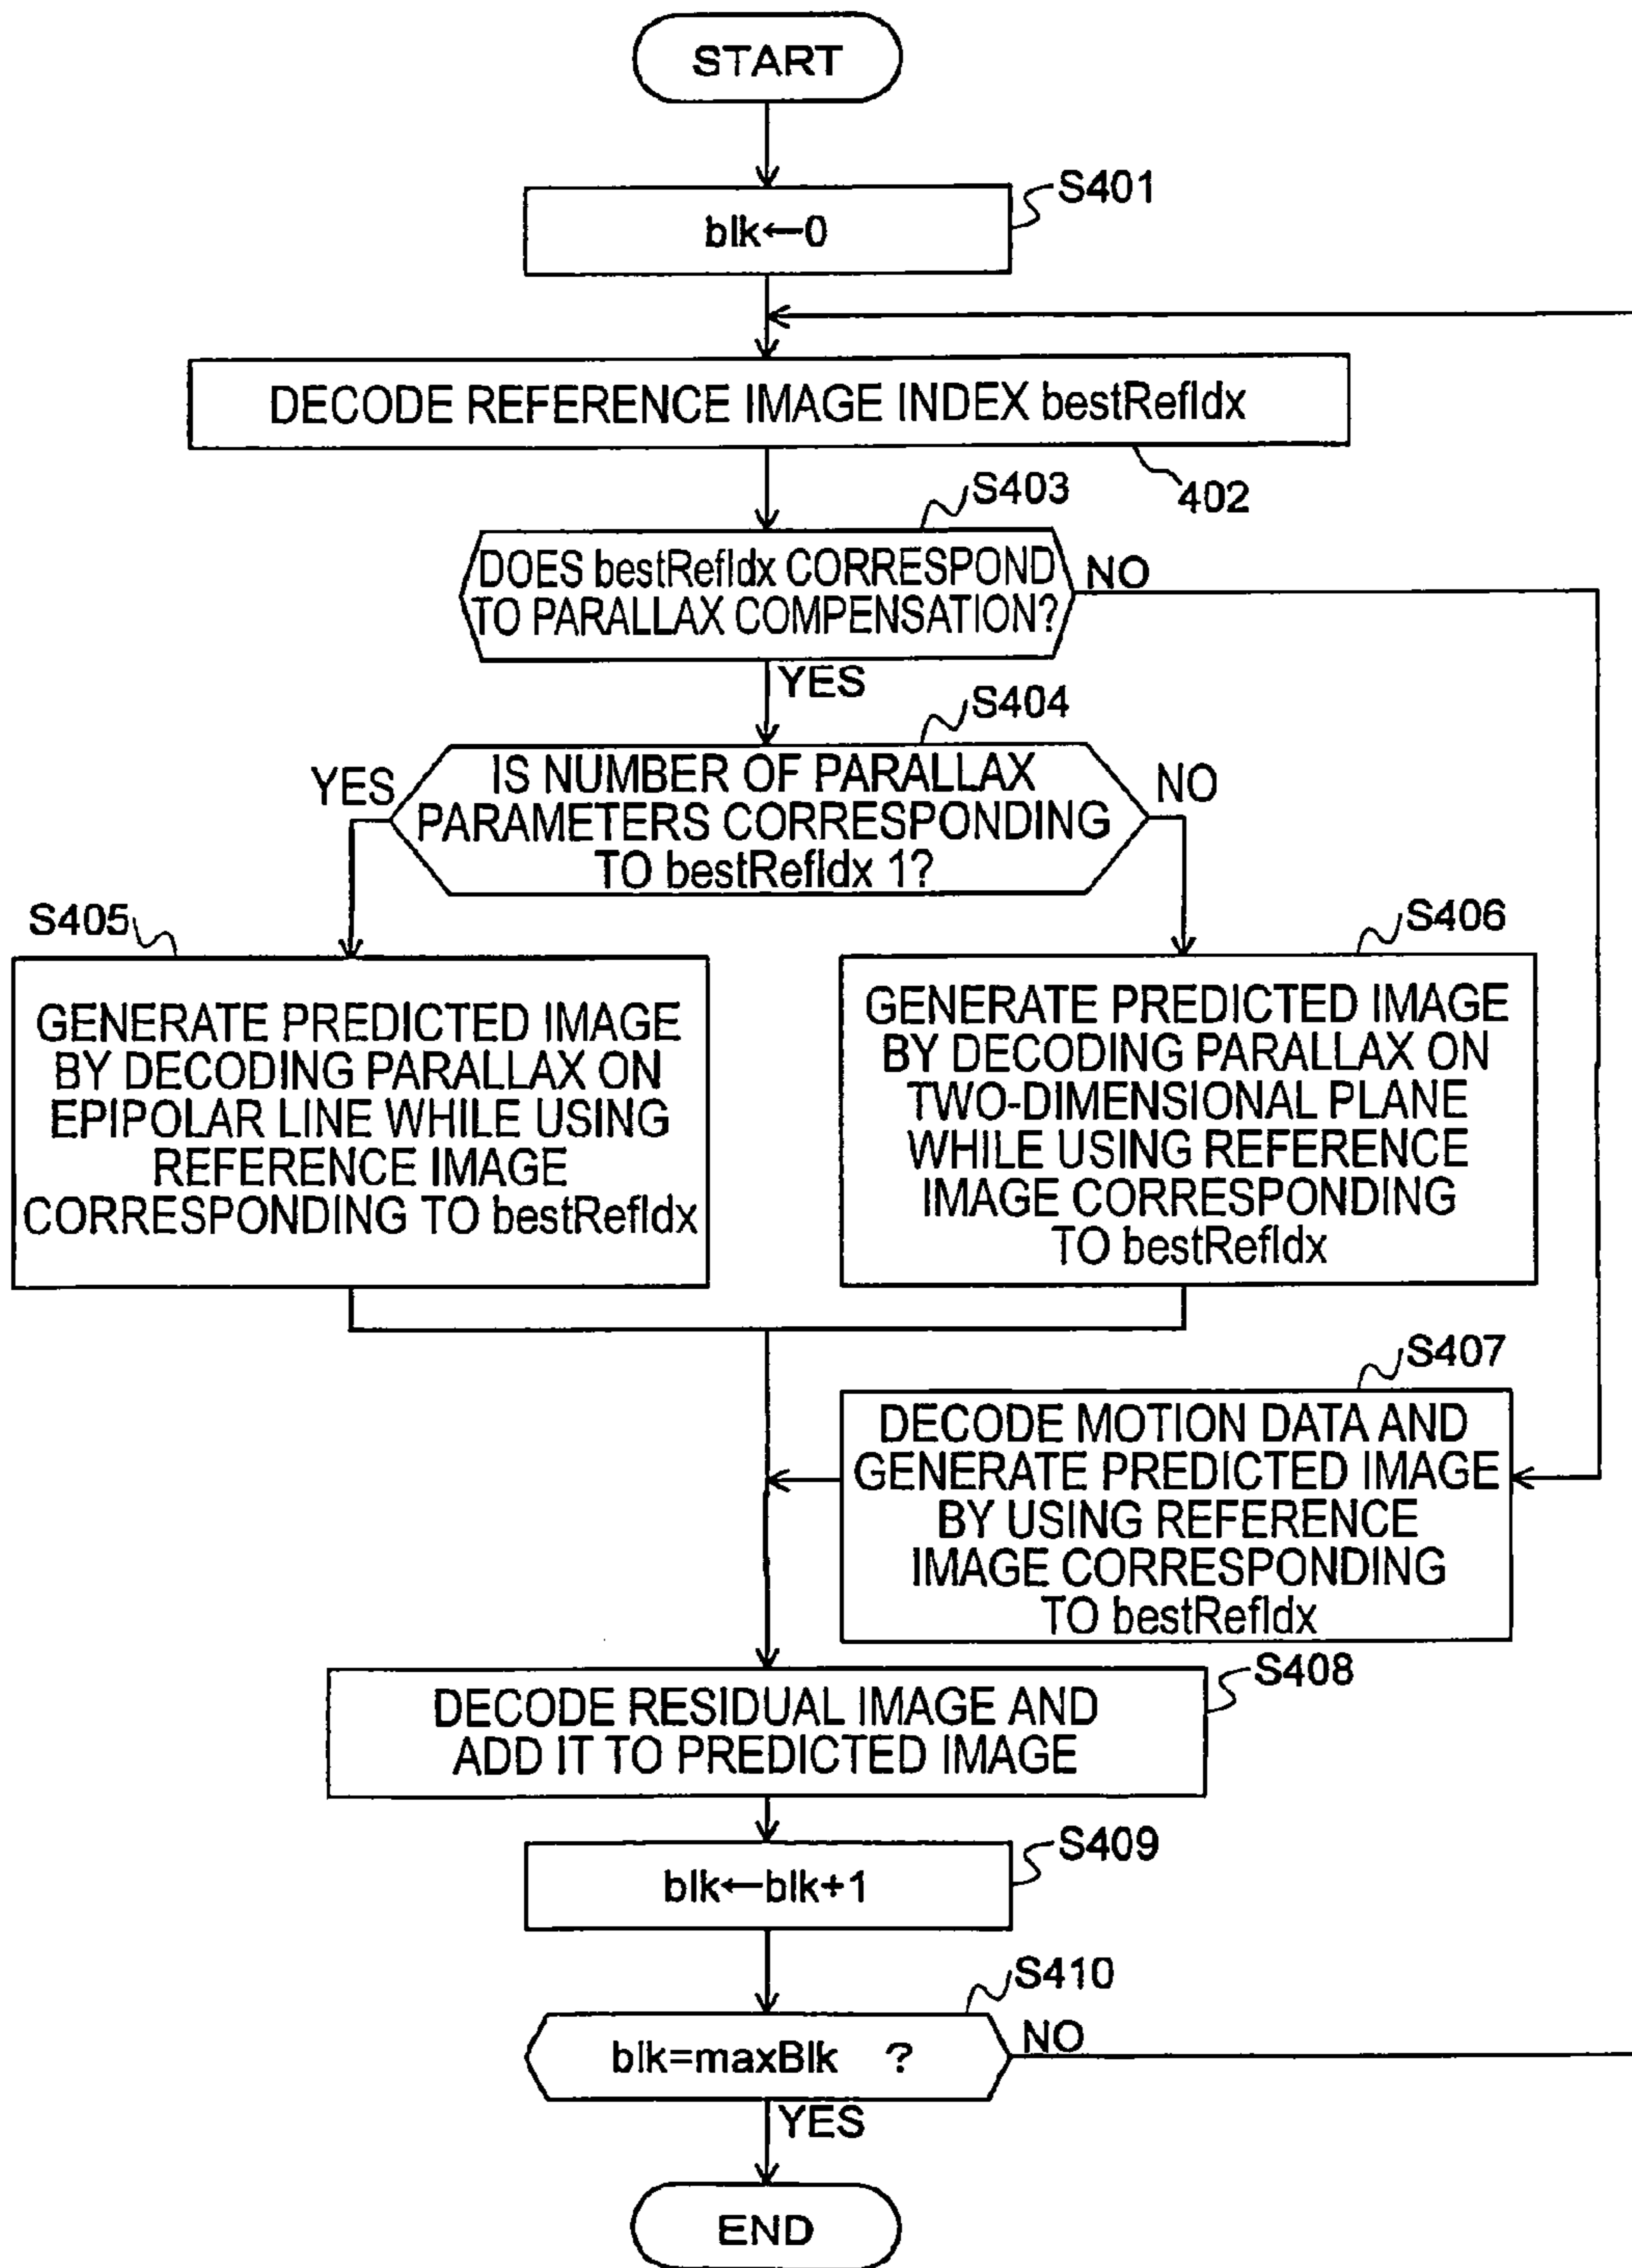 START
S401
blk←0
DECODE REFERENCE IMAGE INDEX bestRefIdx
402
S403
DOES bestRefIdx CORRESPOND
TO PARALLAX COMPENSATION?
NO
YES
S404
YES
IS NUMBER OF PARALLAX
PARAMETERS CORRESPONDING
TO bestRefIdx 1?
NO
S405
GENERATE PREDICTED IMAGE
BY DECODING PARALLAX ON
EPIPOLAR LINE WHILE USING
REFERENCE IMAGE
CORRESPONDING TO bestRefIdx
S406
GENERATE PREDICTED IMAGE
BY DECODING PARALLAX ON
TWO-DIMENSIONAL PLANE
WHILE USING REFERENCE
IMAGE CORRESPONDING
TO bestRefIdx
S407
DECODE MOTION DATA AND
GENERATE PREDICTED IMAGE
BY USING REFERENCE
IMAGE CORRESPONDING
TO bestRefIdx
S408
DECODE RESIDUAL IMAGE AND
ADD IT TO PREDICTED IMAGE
S409
blk←blk+1
S410
blk=maxBlk ?
NO
YES
END